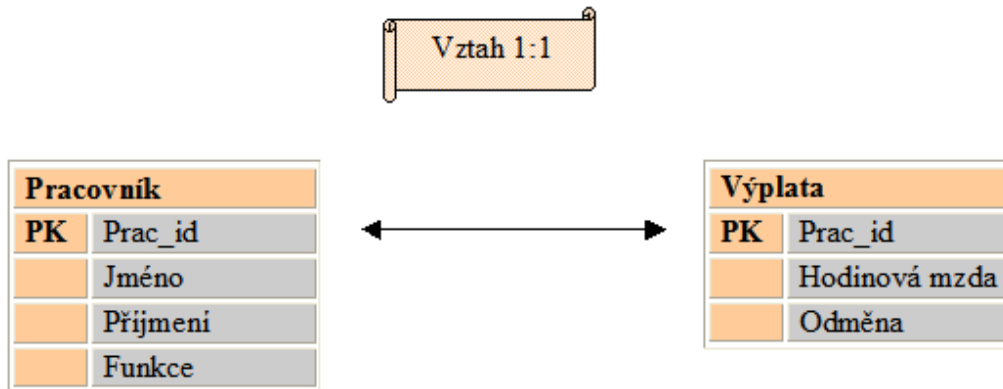 Vztah 1:1
Pracovník
PK Prac_id
Jméno
Příjmení
Funkce
Výplata
PK Prac_id
Hodinová mzda
Odměna